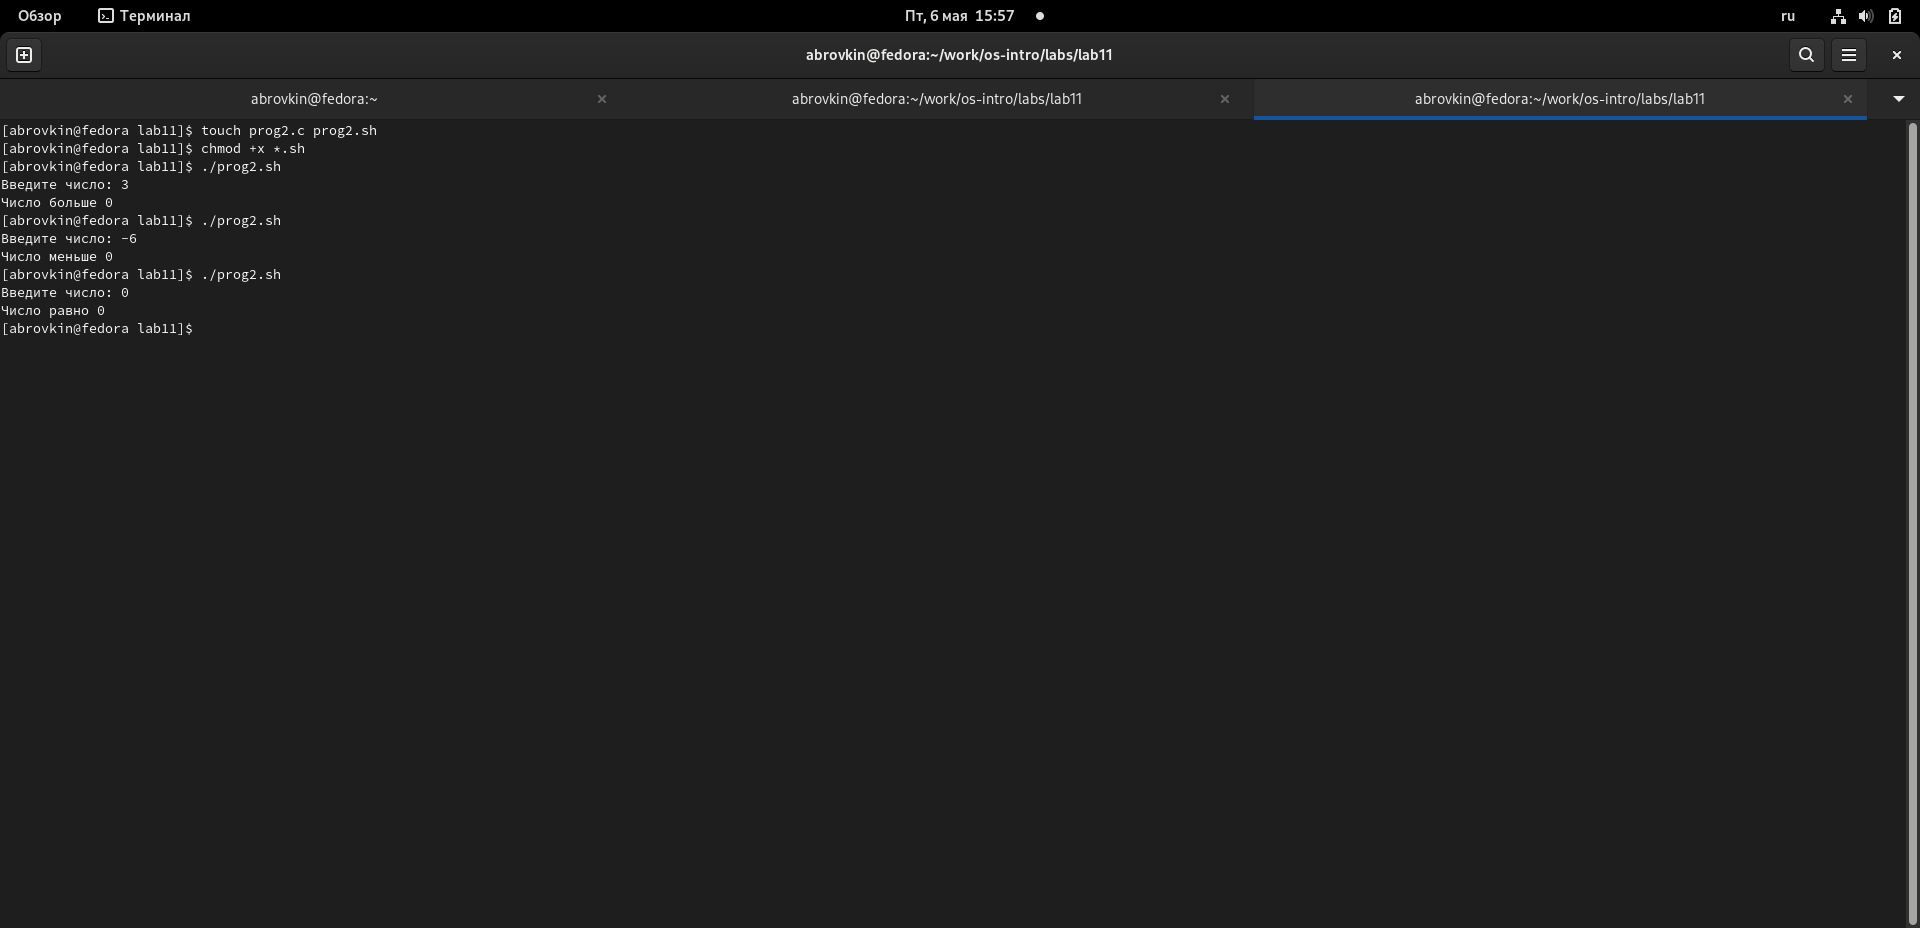 Обзор Терминал Пт, 6 мая 15:57 ru
abrovkin@fedora:~/work/os-intro/labs/lab11
abrovkin@fedora:~ abrovkin@fedora:~/work/os-intro/labs/lab11 abrovkin@fedora:~/work/os-intro/labs/lab11
[abrovkin@fedora lab11]$ touch prog2.c prog2.sh
[abrovkin@fedora lab11]$ chmod +x *.sh
[abrovkin@fedora lab11]$ ./prog2.sh
Введите число: 3
Число больше 0
[abrovkin@fedora lab11]$ ./prog2.sh
Введите число: -6
Число меньше 0
[abrovkin@fedora lab11]$ ./prog2.sh
Введите число: 0
Число равно 0
[abrovkin@fedora lab11]$